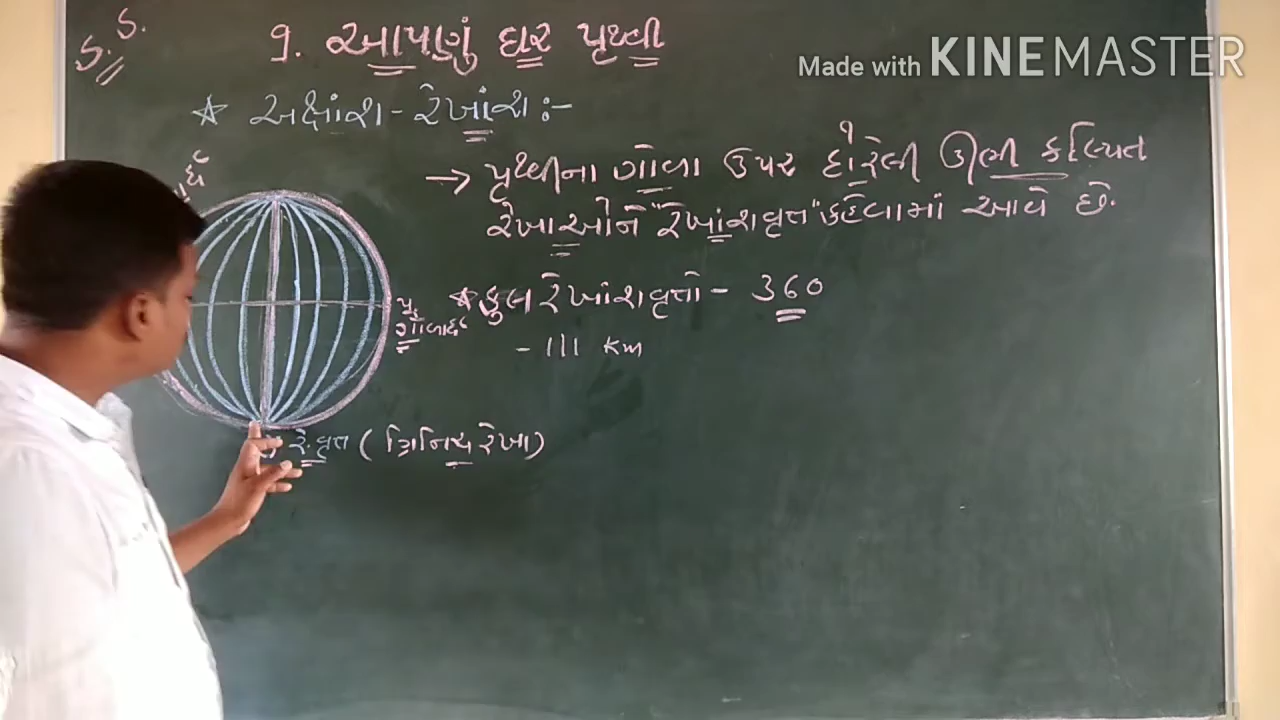 S.S.
Made with KINEMASTER
૧. આપણું ઘર પૃથ્વી
★ અક્ષાંશ - રેખાંશ :-
→ પૃથ્વીના ગોળા ઉપર દોરેલી ઊભી કલ્પિત
રેખાઓને "રેખાંશવૃત્ત" કહેવામાં આવે છે.
★ કુલ રેખાંશવૃત્તો - 360
- 111 km
પૂર્વ
ગોળાર્ધ
રે.વૃત્ત (ગ્રિનિચ રેખા)